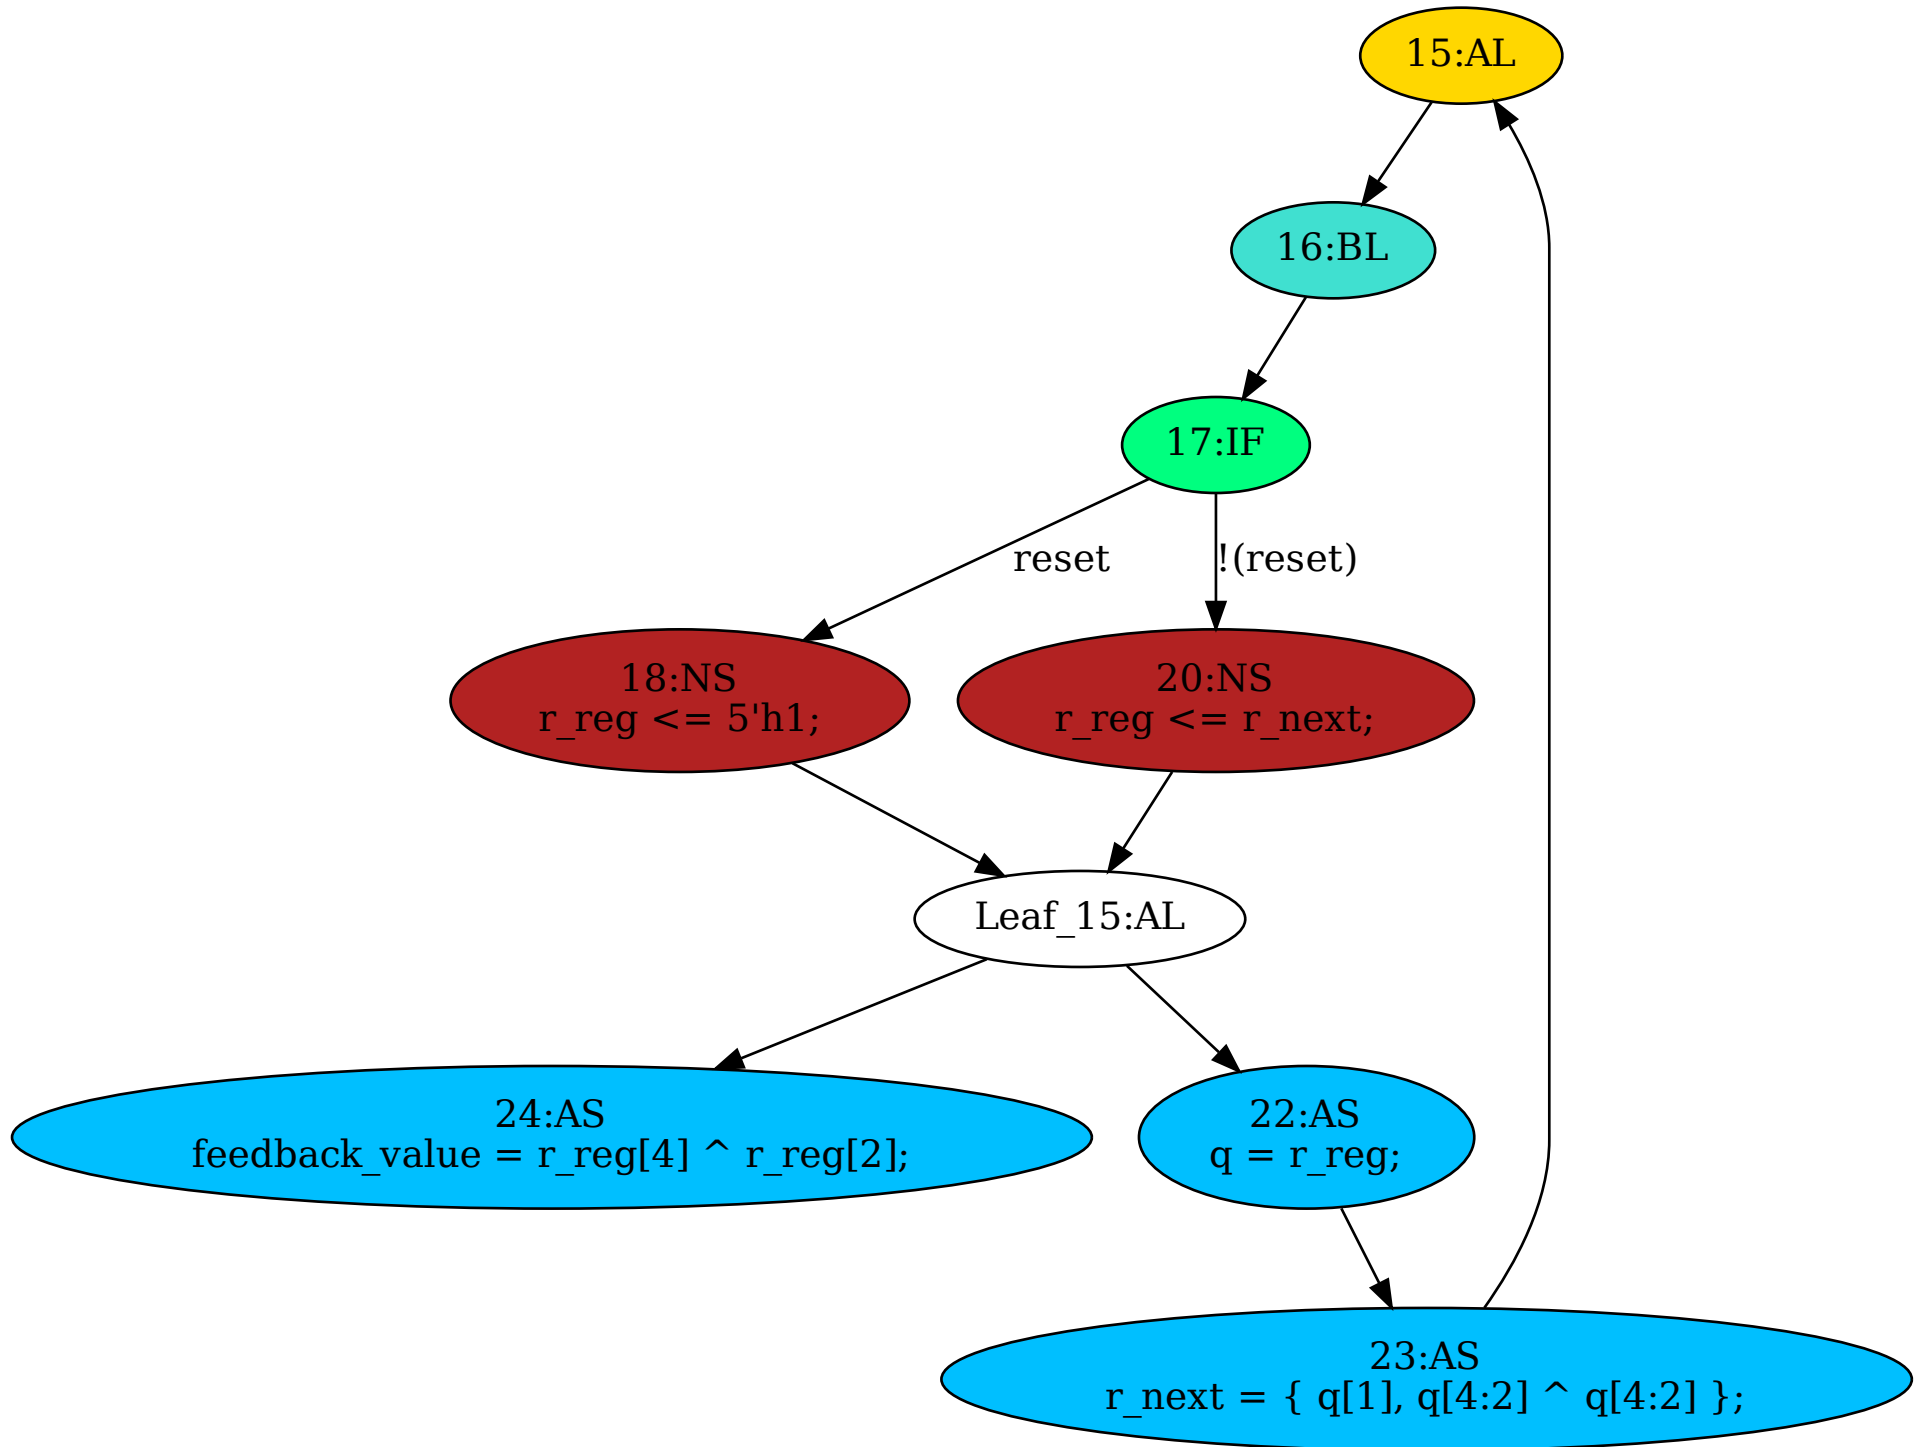 15:AL
16:BL
17:IF
reset
!(reset)
18:NS
r_reg <= 5'h1;
20:NS
r_reg <= r_next;
Leaf_15:AL
24:AS
feedback_value = r_reg[4] ^ r_reg[2];
22:AS
q = r_reg;
23:AS
r_next = { q[1], q[4:2] ^ q[4:2] };